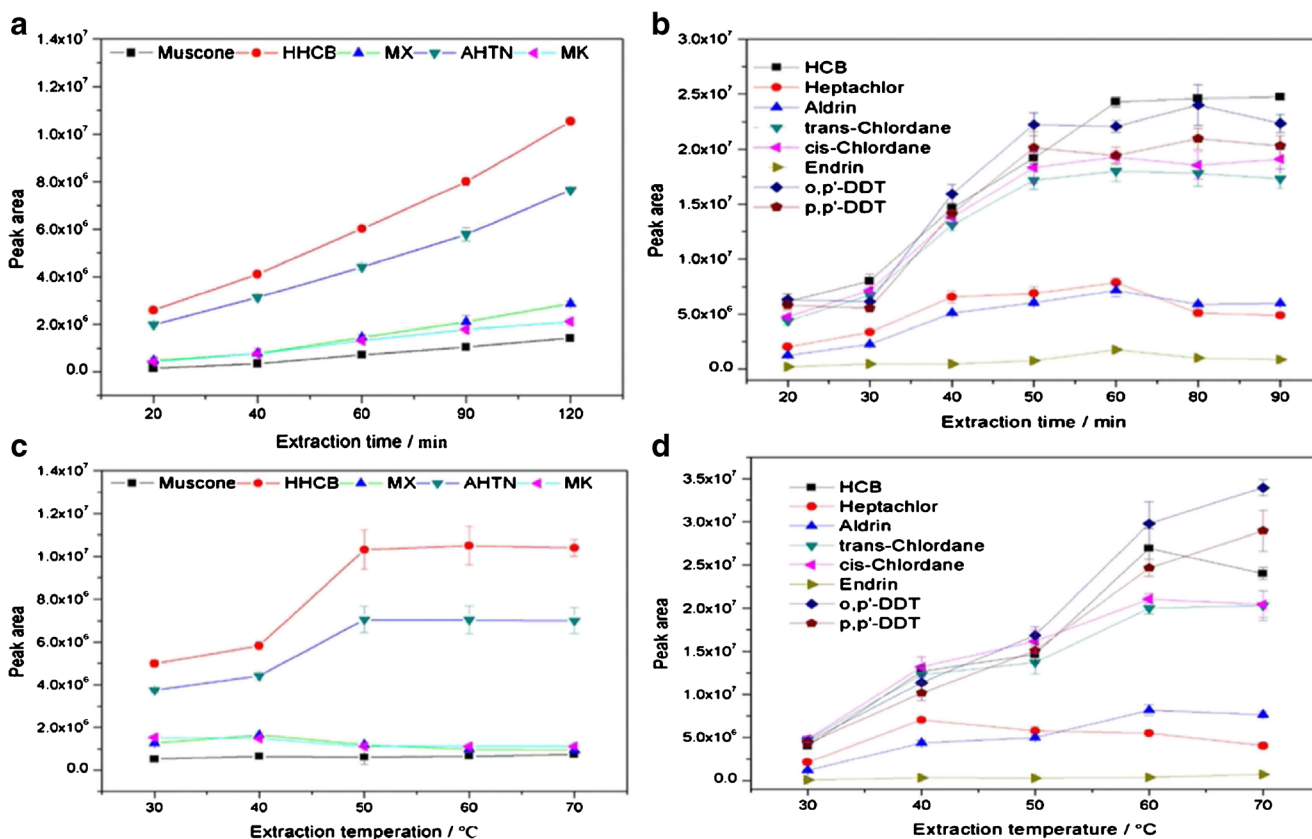 a
1.4x10⁷
Muscone HHCB MX AHTN MK
1.2x10⁷
1.0x10⁷
8.0x10⁶
6.0x10⁶
4.0x10⁶
2.0x10⁶
0.0
Peak area
20 40 60 90 120
Extraction time / min
b
3.0x10⁷
2.5x10⁷
2.0x10⁷
1.5x10⁷
1.0x10⁷
5.0x10⁶
0.0
Peak area
HCB
Heptachlor
Aldrin
trans-Chlordane
cis-Chlordane
Endrin
o,p'-DDT
p,p'-DDT
20 30 40 50 60 80 90
Extraction time / min
c
1.4x10⁷
Muscone HHCB MX AHTN MK
1.2x10⁷
1.0x10⁷
8.0x10⁶
6.0x10⁶
4.0x10⁶
2.0x10⁶
0.0
Peak area
30 40 50 60 70
Extraction temperation / °C
d
3.5x10⁷
3.0x10⁷
2.5x10⁷
2.0x10⁷
1.5x10⁷
1.0x10⁷
5.0x10⁶
0.0
Peak area
HCB
Heptachlor
Aldrin
trans-Chlordane
cis-Chlordane
Endrin
o,p'-DDT
p,p'-DDT
30 40 50 60 70
Extraction temperature / °C